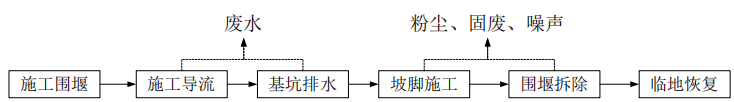 废水
粉尘、固废、噪声
施工围堰
施工导流
基坑排水
坡脚施工
围堰拆除
临地恢复